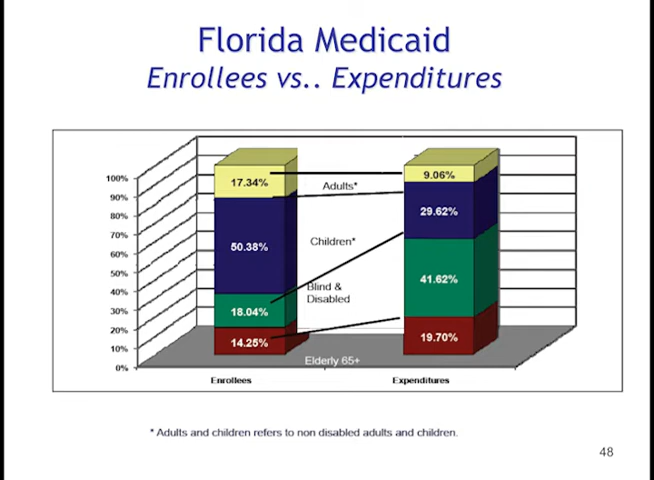 Florida Medicaid
Enrollees vs.. Expenditures
100%
90%
80%
70%
60%
50%
40%
30%
20%
10%
0%
17.34%
50.38%
18.04%
14.25%
Adults*
Children*
Blind &
Disabled
Elderly 65+
9.06%
29.62%
41.62%
19.70%
Enrollees
Expenditures
* Adults and children refers to non disabled adults and children.
48